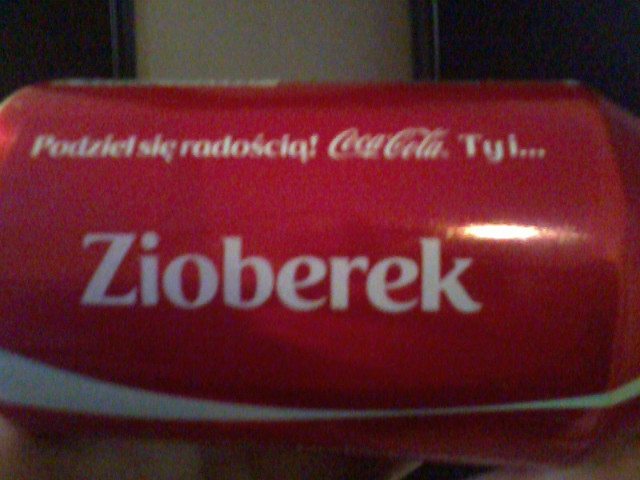 Podziel się radością! Coca-Cola. Ty i...
Zioberek